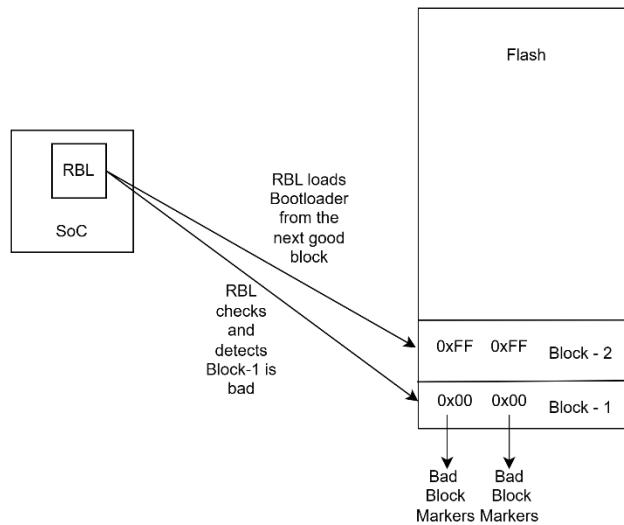 Flash
RBL
SoC
RBL loads
Bootloader
from the
next good
block
RBL
checks
and
detects
Block-1 is
bad
0xFF 0xFF Block - 2
0x00 0x00 Block - 1
Bad Bad
Block Block
Markers Markers